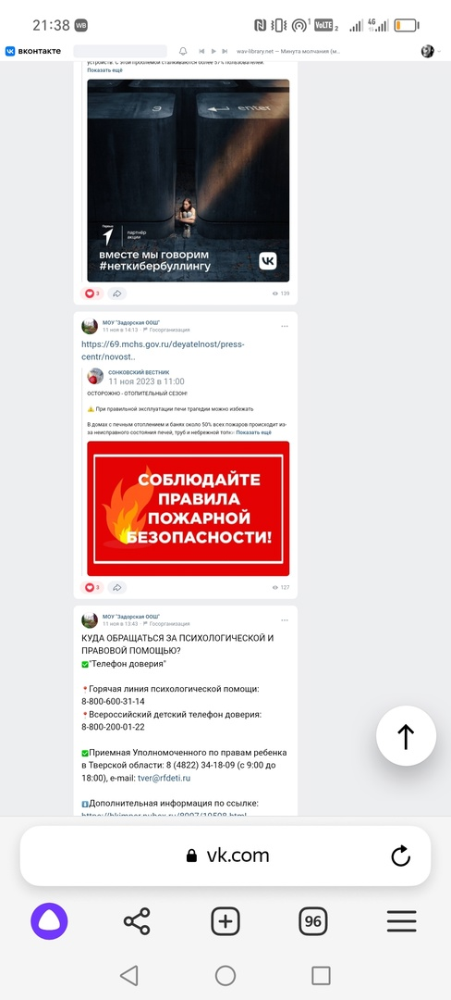 21:38 WB
VoLTE 2 4G
вконтакте
wav-library.net — Минута молчания (м...
устройств. С этой проблемой сталкиваются более 57% пользователей.
Показать ещё
Э enter
Первые партнёр акции
вместе мы говорим
#неткибербуллингу
3 139
МОУ "Задорская ООШ"
11 ноя в 14:13 · Госорганизация
https://69.mchs.gov.ru/deyatelnost/press-
centr/novost..
СОНКОВСКИЙ ВЕСТНИК
11 ноя 2023 в 11:00
ОСТОРОЖНО - ОТОПИТЕЛЬНЫЙ СЕЗОН!
⚠️ При правильной эксплуатации печи трагедии можно избежать
В домах с печным отоплением и банях около 50% всех пожаров происходит из-
за неисправного состояния печей, труб и небрежной топк Показать ещё
СОБЛЮДАЙТЕ
ПРАВИЛА
ПОЖАРНОЙ
БЕЗОПАСНОСТИ!
3 127
МОУ "Задорская ООШ"
11 ноя в 13:43 · Госорганизация
КУДА ОБРАЩАТЬСЯ ЗА ПСИХОЛОГИЧЕСКОЙ И
ПРАВОВОЙ ПОМОЩЬЮ?
✅"Телефон доверия"
📍Горячая линия психологической помощи:
8-800-600-31-14
📍Всероссийский детский телефон доверия:
8-800-200-01-22
✅Приемная Уполномоченного по правам ребенка
в Тверской области: 8 (4822) 34-18-09 (с 9:00 до
18:00), e-mail: tver@rfdeti.ru
⬇️Дополнительная информация по ссылке:
vk.com
96